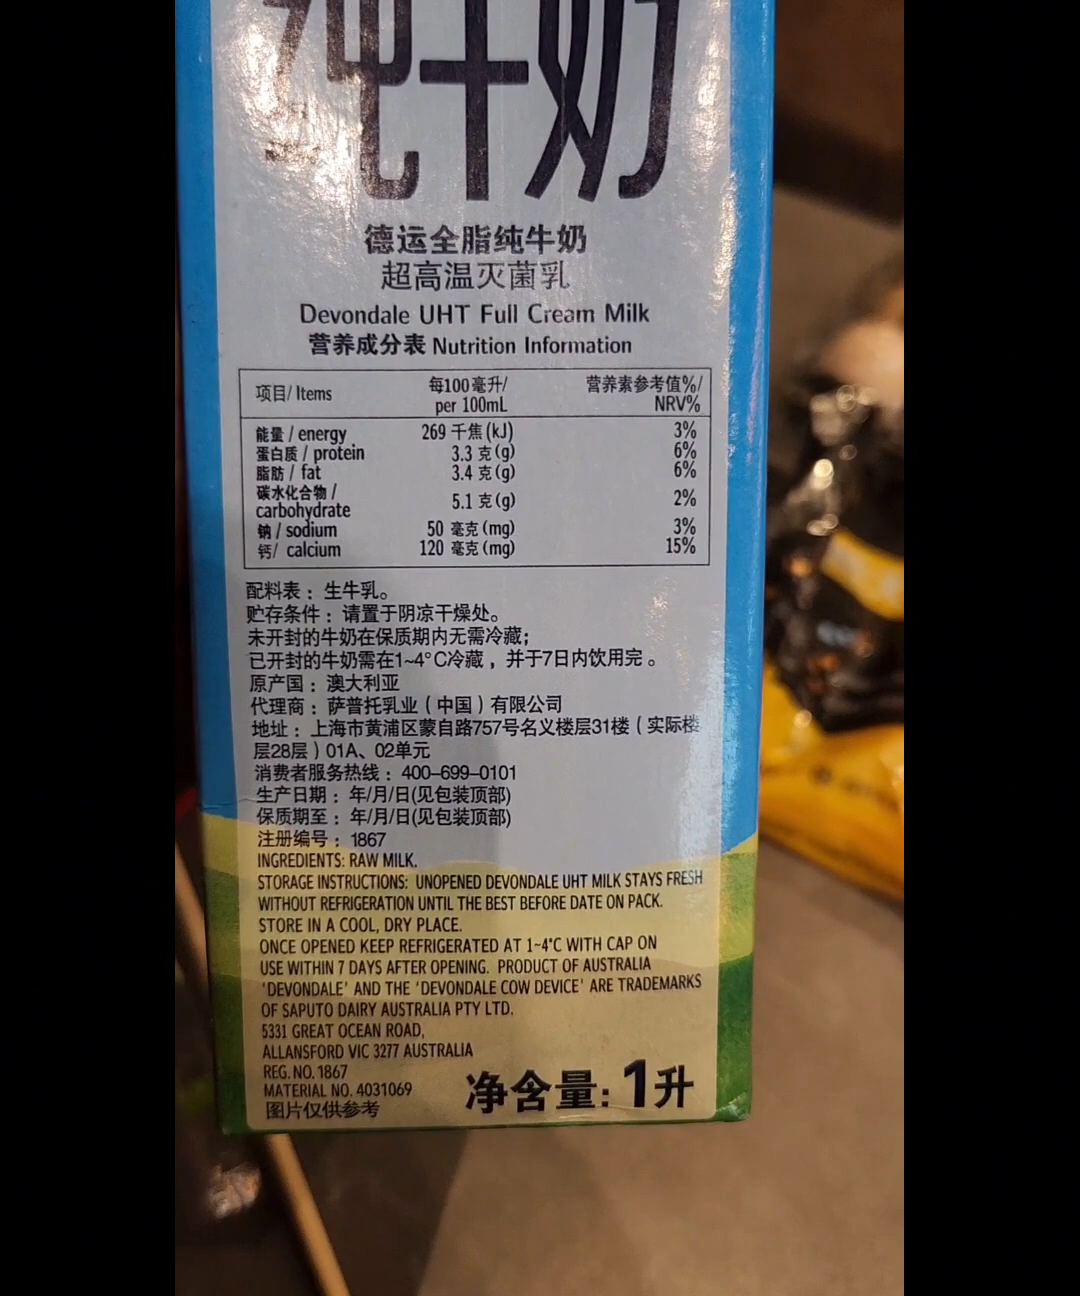 纯牛奶
德运全脂纯牛奶
超高温灭菌乳
Devondale UHT Full Cream Milk
营养成分表 Nutrition Information
项目/ Items 每100毫升/ per 100mL 营养素参考值%/ NRV%
能量 / energy 269 千焦 (kJ) 3%
蛋白质 / protein 3.3 克 (g) 6%
脂肪 / fat 3.4 克 (g) 6%
碳水化合物 / carbohydrate 5.1 克 (g) 2%
钠 / sodium 50 毫克 (mg) 3%
钙/ calcium 120 毫克 (mg) 15%
配料表：生牛乳。
贮存条件：请置于阴凉干燥处。
未开封的牛奶在保质期内无需冷藏；
已开封的牛奶需在1~4°C冷藏，并于7日内饮用完。
原产国：澳大利亚
代理商：萨普托乳业（中国）有限公司
地址：上海市黄浦区蒙自路757号名义楼层31楼（实际楼
层28层）01A、02单元
消费者服务热线：400–699–0101
生产日期：年/月/日(见包装顶部)
保质期至：年/月/日(见包装顶部)
注册编号：1867
INGREDIENTS: RAW MILK.
STORAGE INSTRUCTIONS: UNOPENED DEVONDALE UHT MILK STAYS FRESH
WITHOUT REFRIGERATION UNTIL THE BEST BEFORE DATE ON PACK.
STORE IN A COOL, DRY PLACE.
ONCE OPENED KEEP REFRIGERATED AT 1~4°C WITH CAP ON
USE WITHIN 7 DAYS AFTER OPENING. PRODUCT OF AUSTRALIA
'DEVONDALE' AND THE 'DEVONDALE COW DEVICE' ARE TRADEMARKS
OF SAPUTO DAIRY AUSTRALIA PTY LTD.
5331 GREAT OCEAN ROAD,
ALLANSFORD VIC 3277 AUSTRALIA
REG. NO. 1867
MATERIAL NO. 4031069
图片仅供参考
净含量: 1升